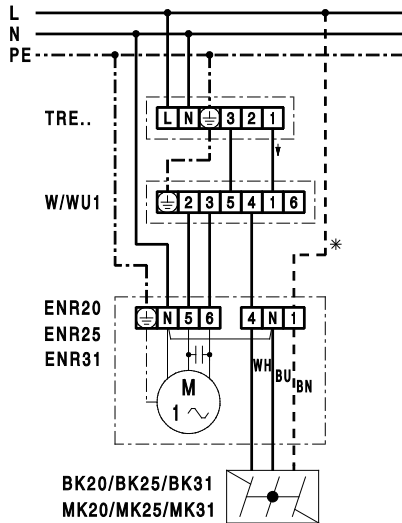 L
N
PE
TRE..
L N 3 2 1
W/WU1
2 3 5 4 1 6
*
ENR20
ENR25
ENR31
N 5 6
4 N 1
WH
BU
BN
M
1
BK20/BK25/BK31
MK20/MK25/MK31